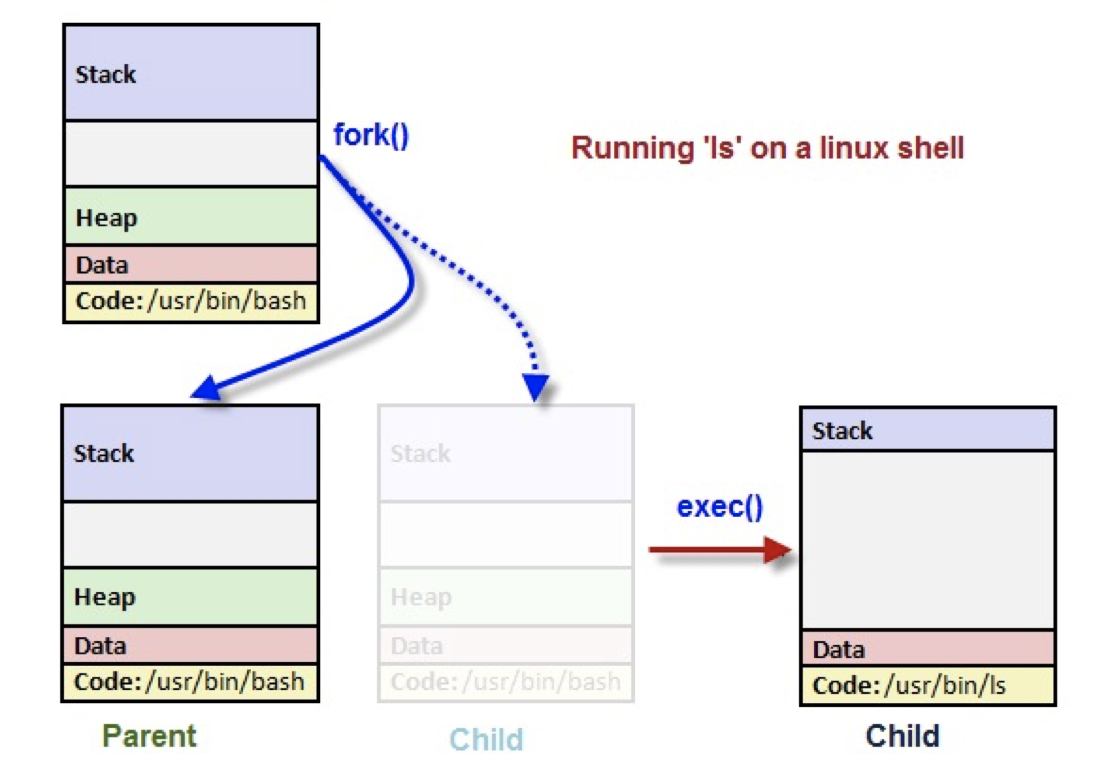 Stack
fork()
Running 'ls' on a linux shell
Heap
Data
Code: /usr/bin/bash
Stack
Heap
Data
Code: /usr/bin/bash
Parent
Stack
Heap
Data
Code: /usr/bin/bash
Child
exec()
Stack
Data
Code: /usr/bin/ls
Child